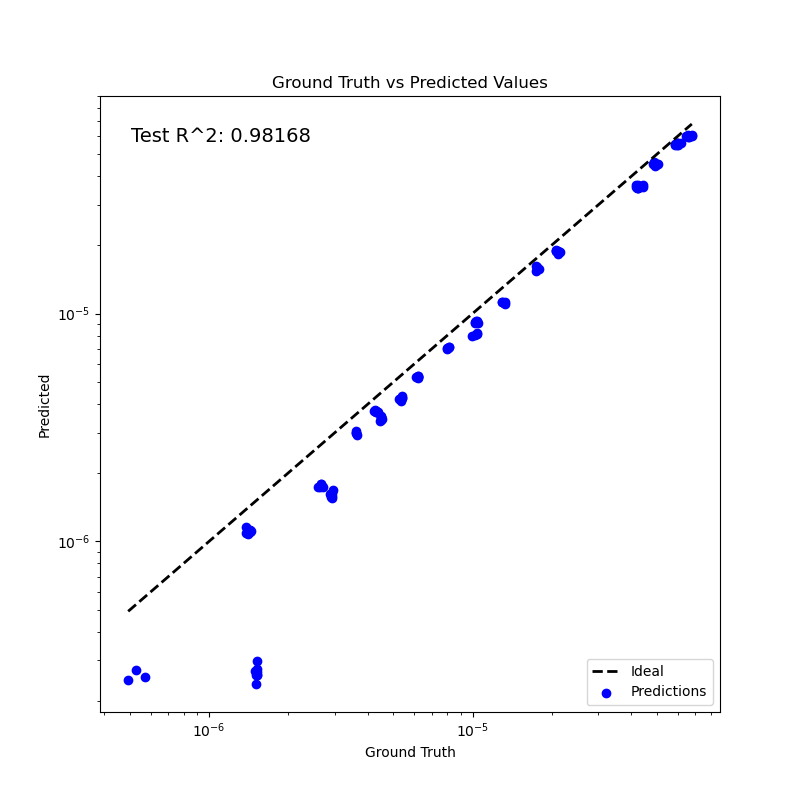 Ground Truth vs Predicted Values
Test R^2: 0.98168
Predicted
10⁻⁵
10⁻⁶
10⁻⁶
10⁻⁵
Ground Truth
Ideal
Predictions